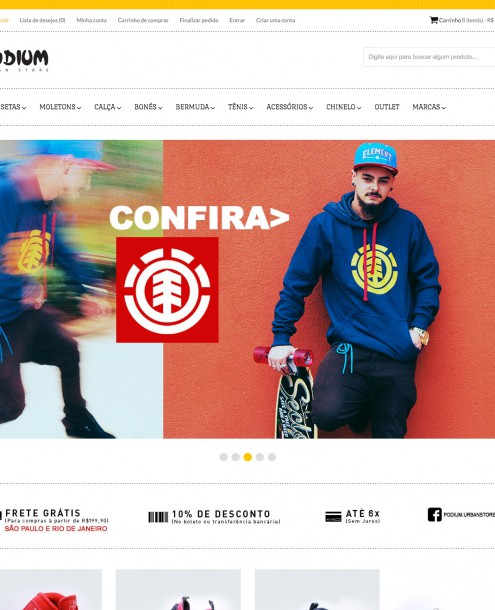 Lista de desejos (0) Minha conta Carrinho de compras Finalizar pedido Entrar Criar uma conta Carrinho 0 item(s) - R$
Digite aqui para buscar algum produto...
SETAS MOLETONS CALÇA BONÉS BERMUDA TÊNIS ACESSÓRIOS CHINELO OUTLET MARCAS
ELEMENT
CONFIRA>
FRETE GRÁTIS
(Para compras à partir de R$199,90)
SÃO PAULO E RIO DE JANEIRO
10% DE DESCONTO
(No boleto ou transferência bancária)
ATÉ 6x
(Sem Juros)
PODIUM.URBANSTORE